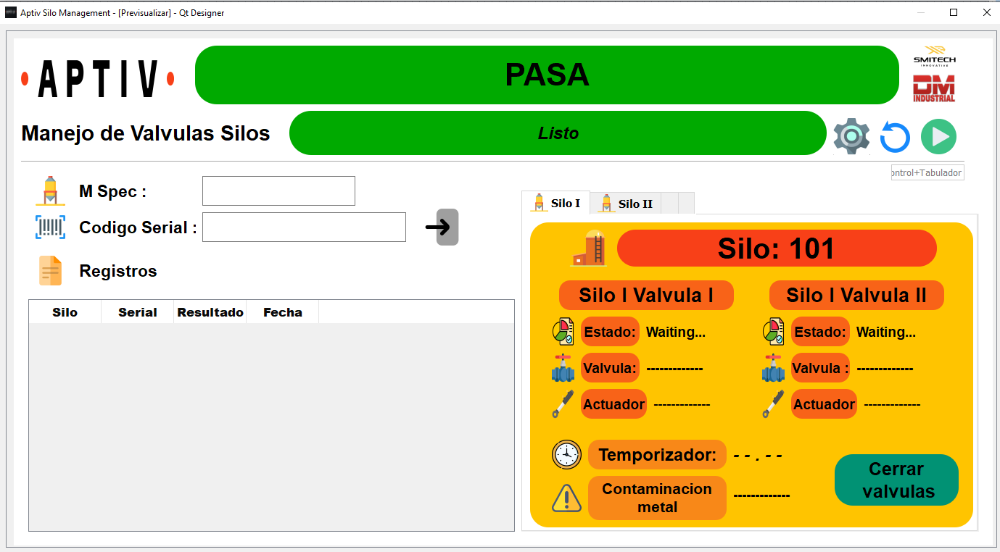 Aptiv Silo Management - [Previsualizar] - Qt Designer
APTIV
PASA
SMITECH
INNOVATIVE
DM
INDUSTRIAL
Manejo de Valvulas Silos
Listo
ontrol+Tabulador
M Spec :
Codigo Serial :
Registros
Silo Serial Resultado Fecha
Silo I Silo II
Silo: 101
Silo I Valvula I Silo I Valvula II
Estado: Waiting... Estado: Waiting...
Valvula: ------------- Valvula : -------------
Actuador ------------- Actuador -------------
Temporizador: - - . - -
Contaminacion
metal -------------
Cerrar
valvulas